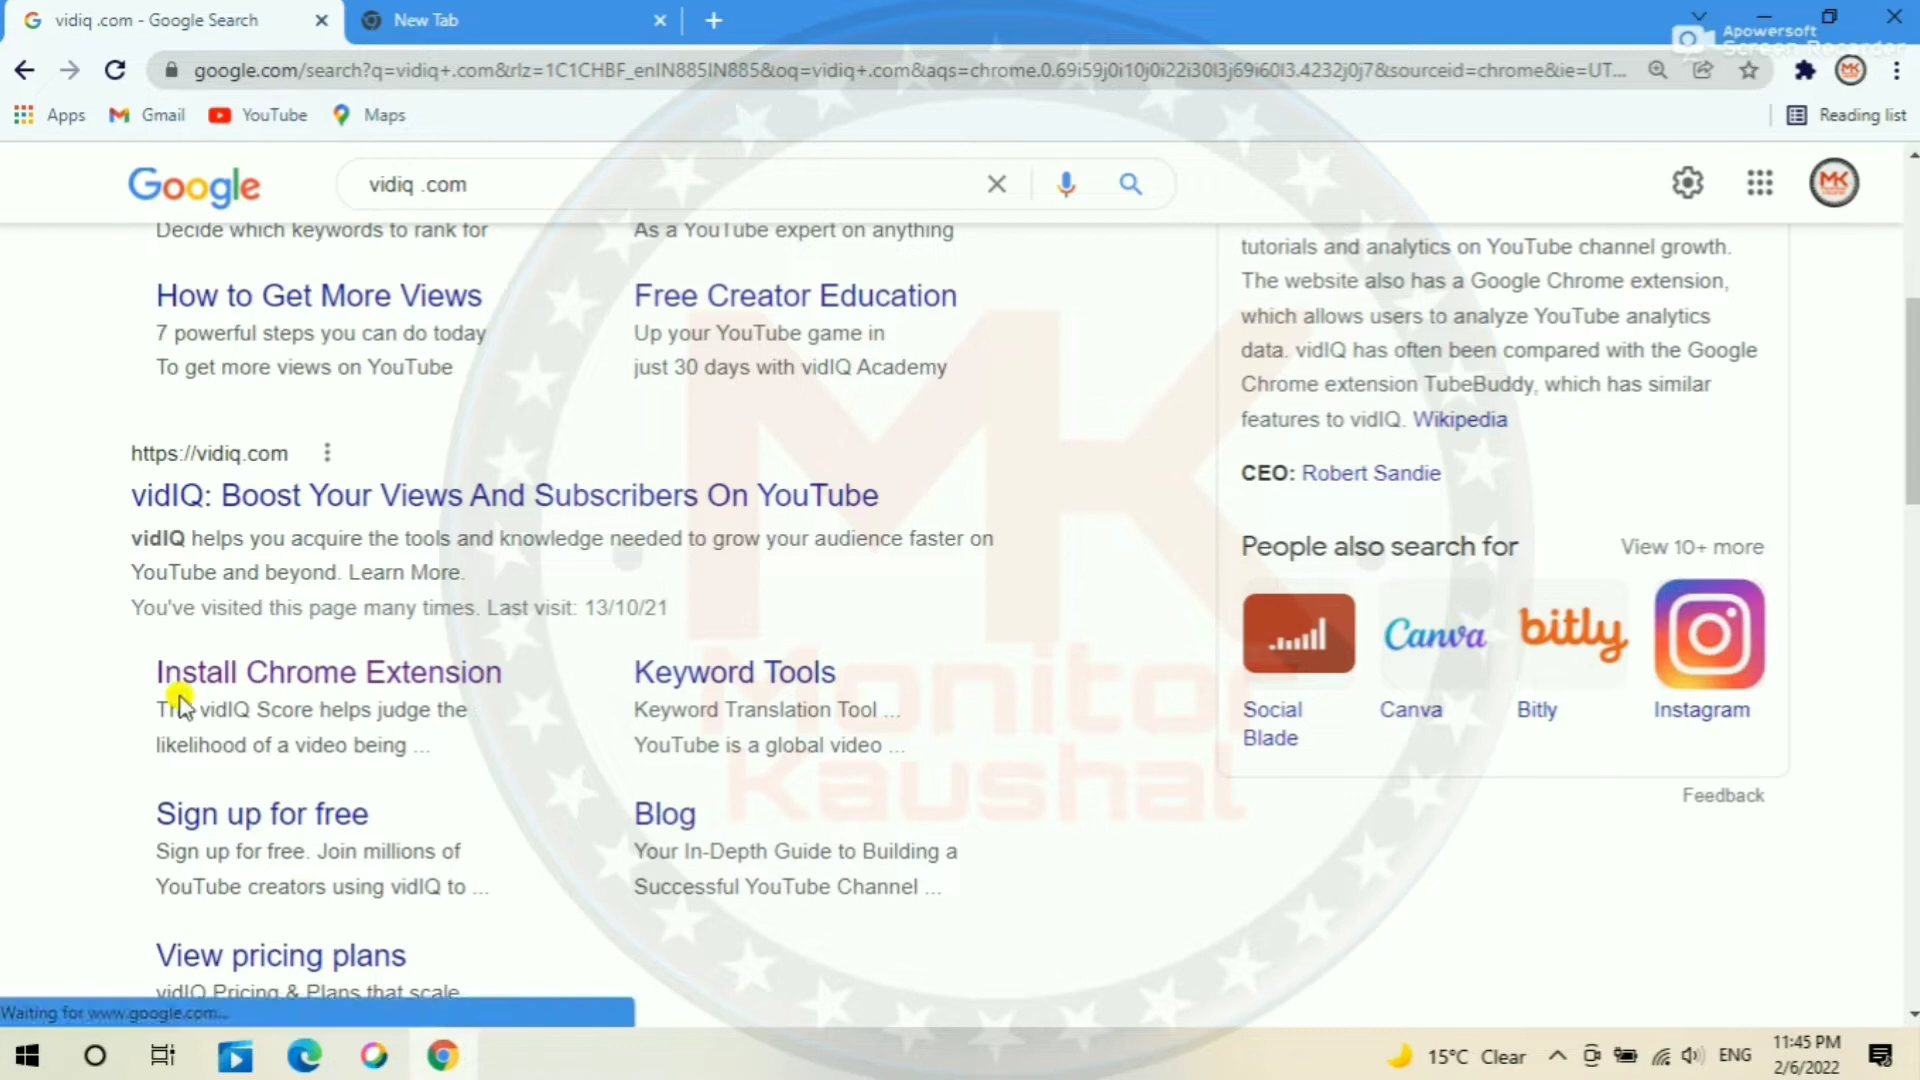 vidiq .com - Google Search
New Tab
Apowersoft
Screen Recorder
google.com/search?q=vidiq+.com&rlz=1C1CHBF_enIN885IN885&oq=vidiq+.com&aqs=chrome.0.69i59j0i10j0i22i30l3j69i60l3.4232j0j7&sourceid=chrome&ie=UT...
Apps
Gmail
YouTube
Maps
Reading list
Google
vidiq .com
MK
Decide which keywords to rank for
As a YouTube expert on anything
How to Get More Views
7 powerful steps you can do today
To get more views on YouTube
Free Creator Education
Up your YouTube game in
just 30 days with vidIQ Academy
https://vidiq.com
vidIQ: Boost Your Views And Subscribers On YouTube
vidIQ helps you acquire the tools and knowledge needed to grow your audience faster on
YouTube and beyond. Learn More.
You've visited this page many times. Last visit: 13/10/21
Install Chrome Extension
The vidIQ Score helps judge the
likelihood of a video being ...
Keyword Tools
Keyword Translation Tool ...
YouTube is a global video ...
Sign up for free
Sign up for free. Join millions of
YouTube creators using vidIQ to ...
Blog
Your In-Depth Guide to Building a
Successful YouTube Channel ...
View pricing plans
vidIQ Pricing & Plans that scale
tutorials and analytics on YouTube channel growth.
The website also has a Google Chrome extension,
which allows users to analyze YouTube analytics
data. vidIQ has often been compared with the Google
Chrome extension TubeBuddy, which has similar
features to vidIQ. Wikipedia
CEO: Robert Sandie
People also search for
View 10+ more
Canva
bitly
Social
Blade
Canva
Bitly
Instagram
Feedback
MK
Monitor
Kaushal
Waiting for www.google.com...
15°C Clear
ENG
11:45 PM
2/6/2022